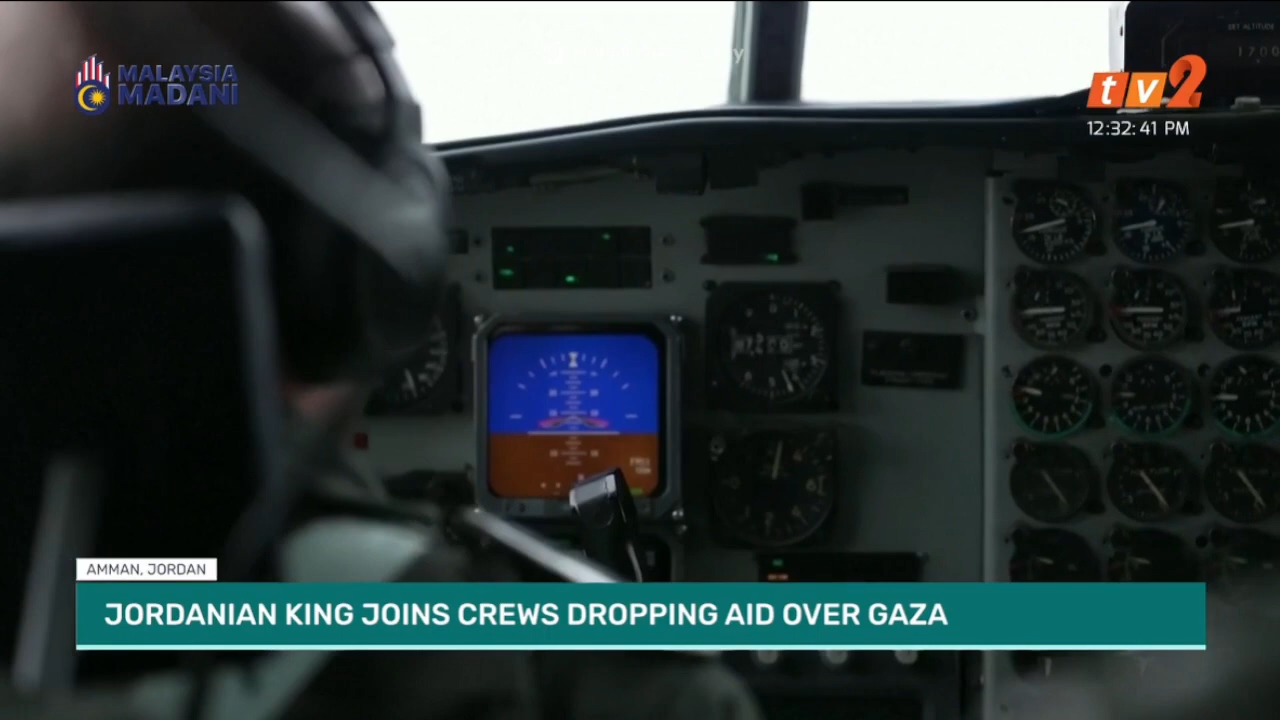 MALAYSIA
MADANI
tv2
12:32:41 PM
AMMAN, JORDAN
JORDANIAN KING JOINS CREWS DROPPING AID OVER GAZA